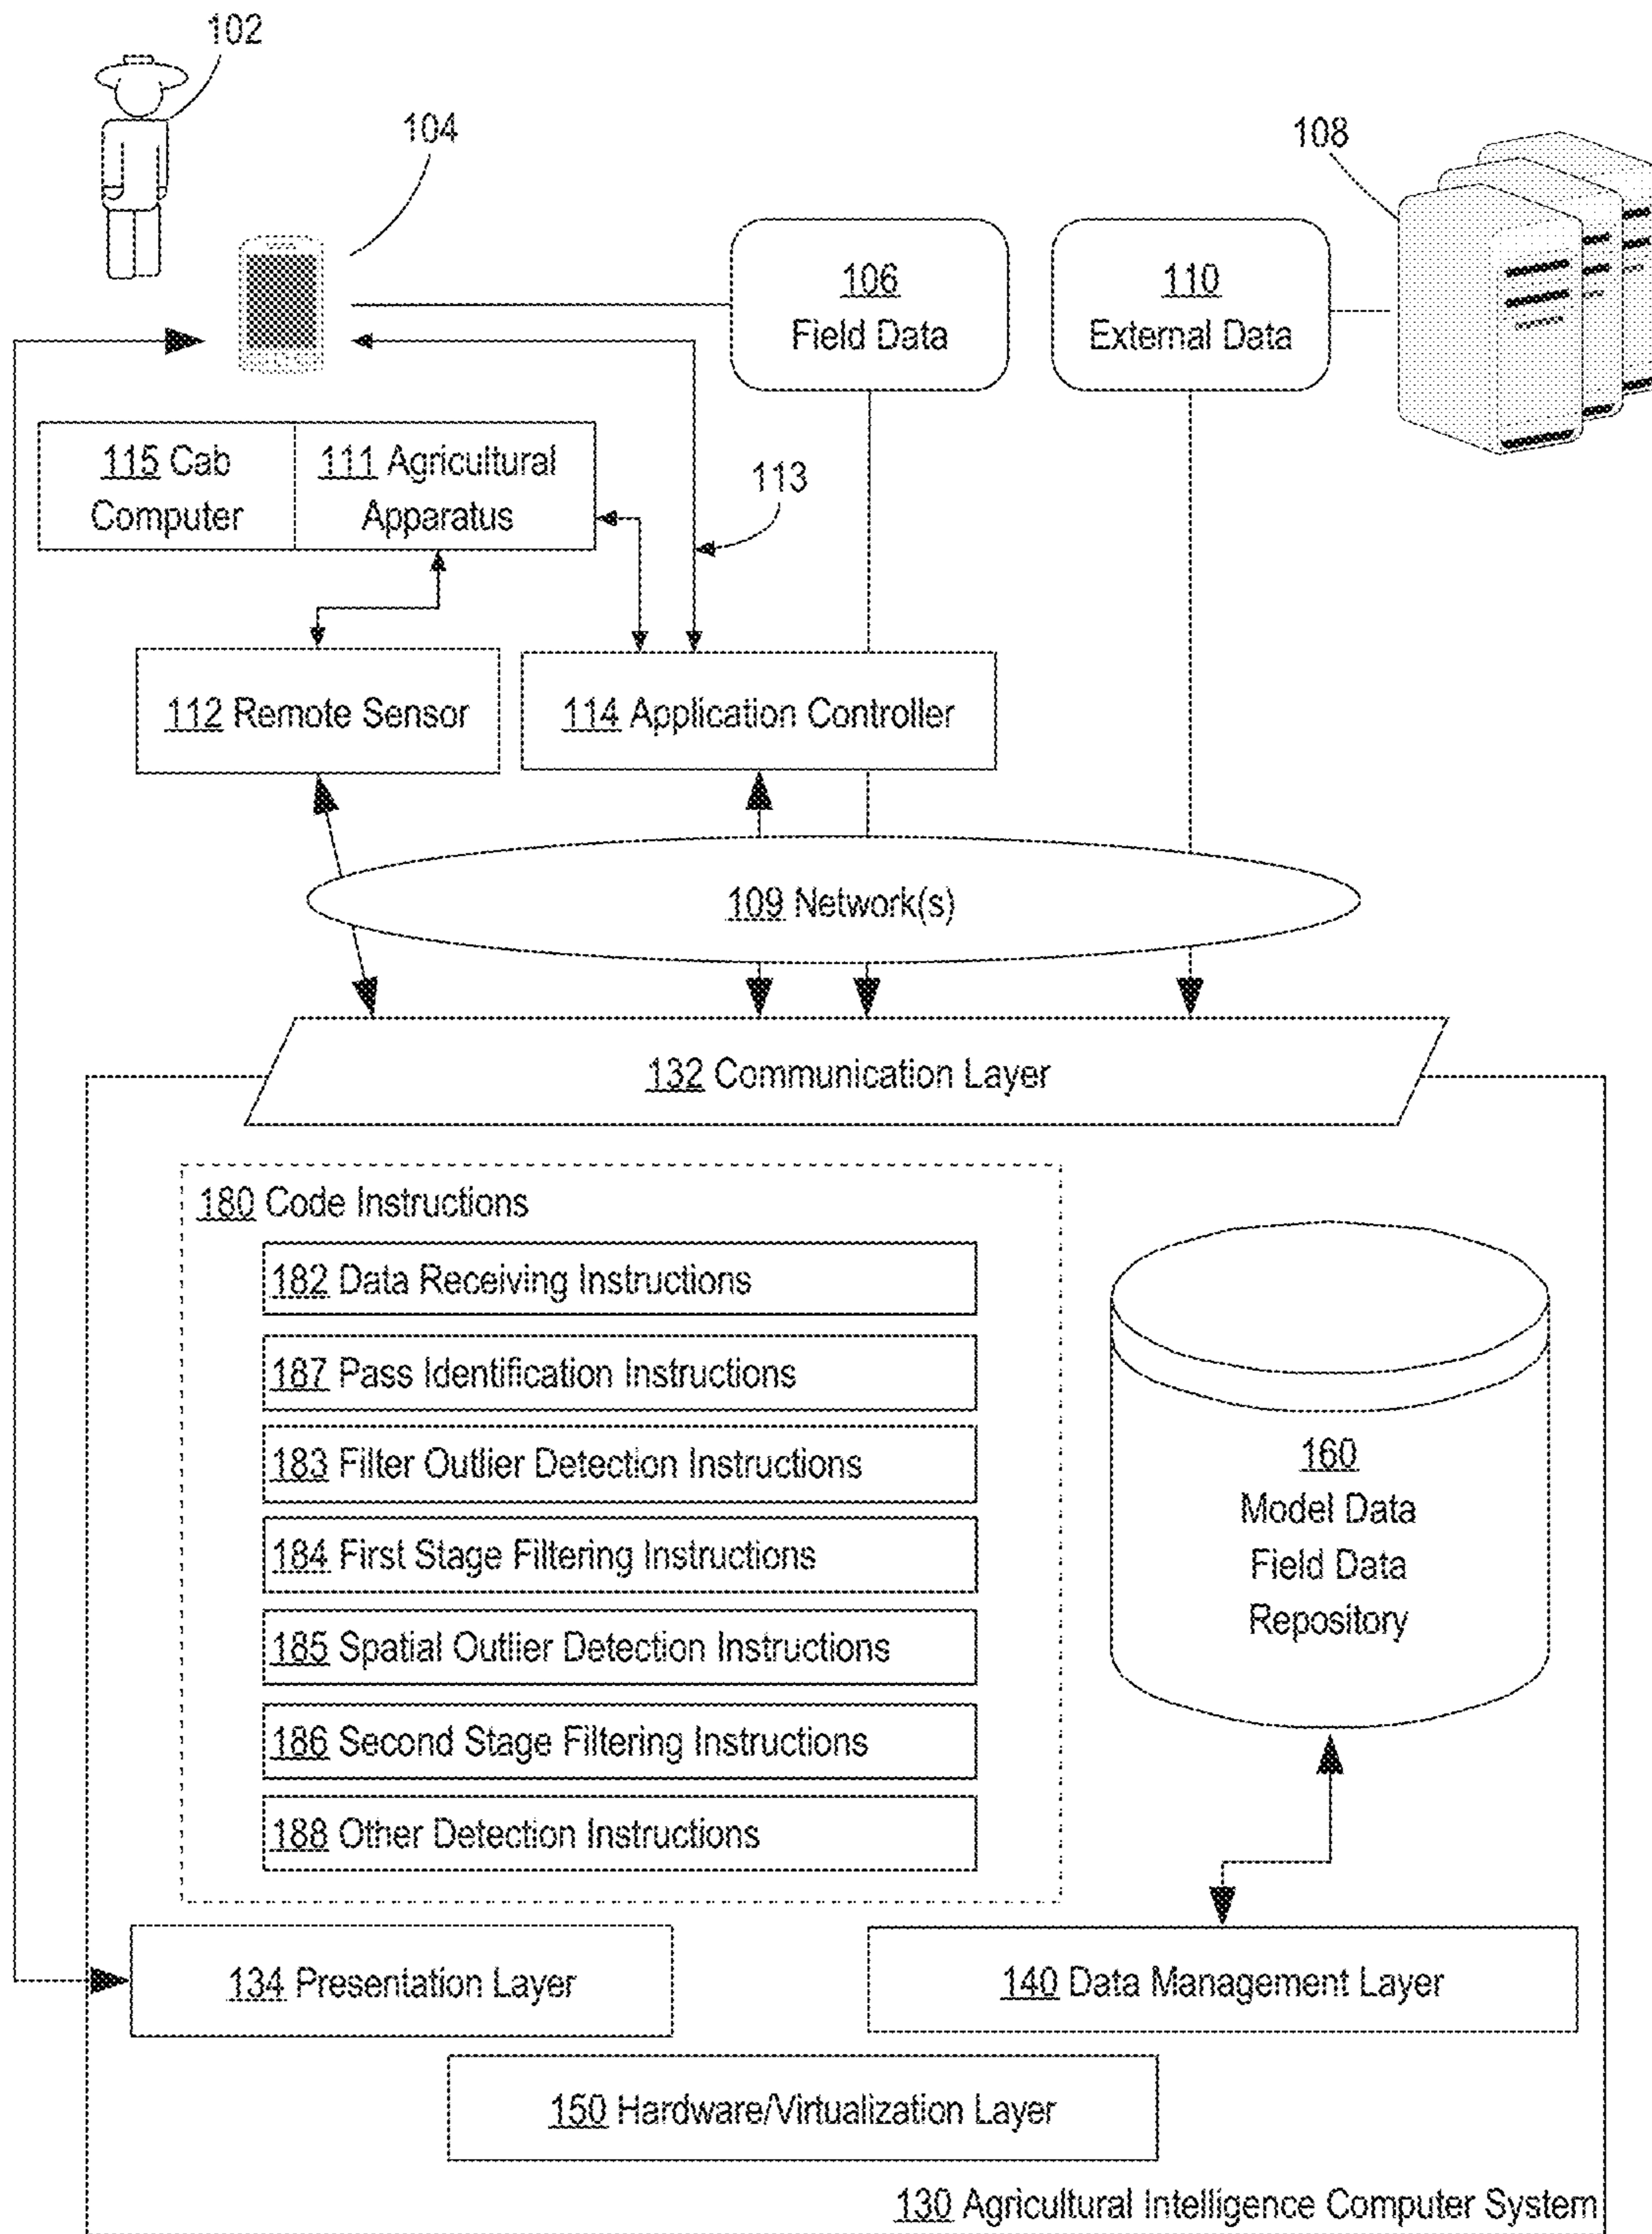 102
104
108
106
Field Data
110
External Data
115 Cab
Computer
111 Agricultural
Apparatus
113
112 Remote Sensor
114 Application Controller
109 Network(s)
132 Communication Layer
180 Code Instructions
182 Data Receiving Instructions
187 Pass Identification Instructions
183 Filter Outlier Detection Instructions
184 First Stage Filtering Instructions
185 Spatial Outlier Detection Instructions
186 Second Stage Filtering Instructions
188 Other Detection Instructions
160
Model Data
Field Data
Repository
134 Presentation Layer
140 Data Management Layer
150 Hardware/Virtualization Layer
130 Agricultural Intelligence Computer System